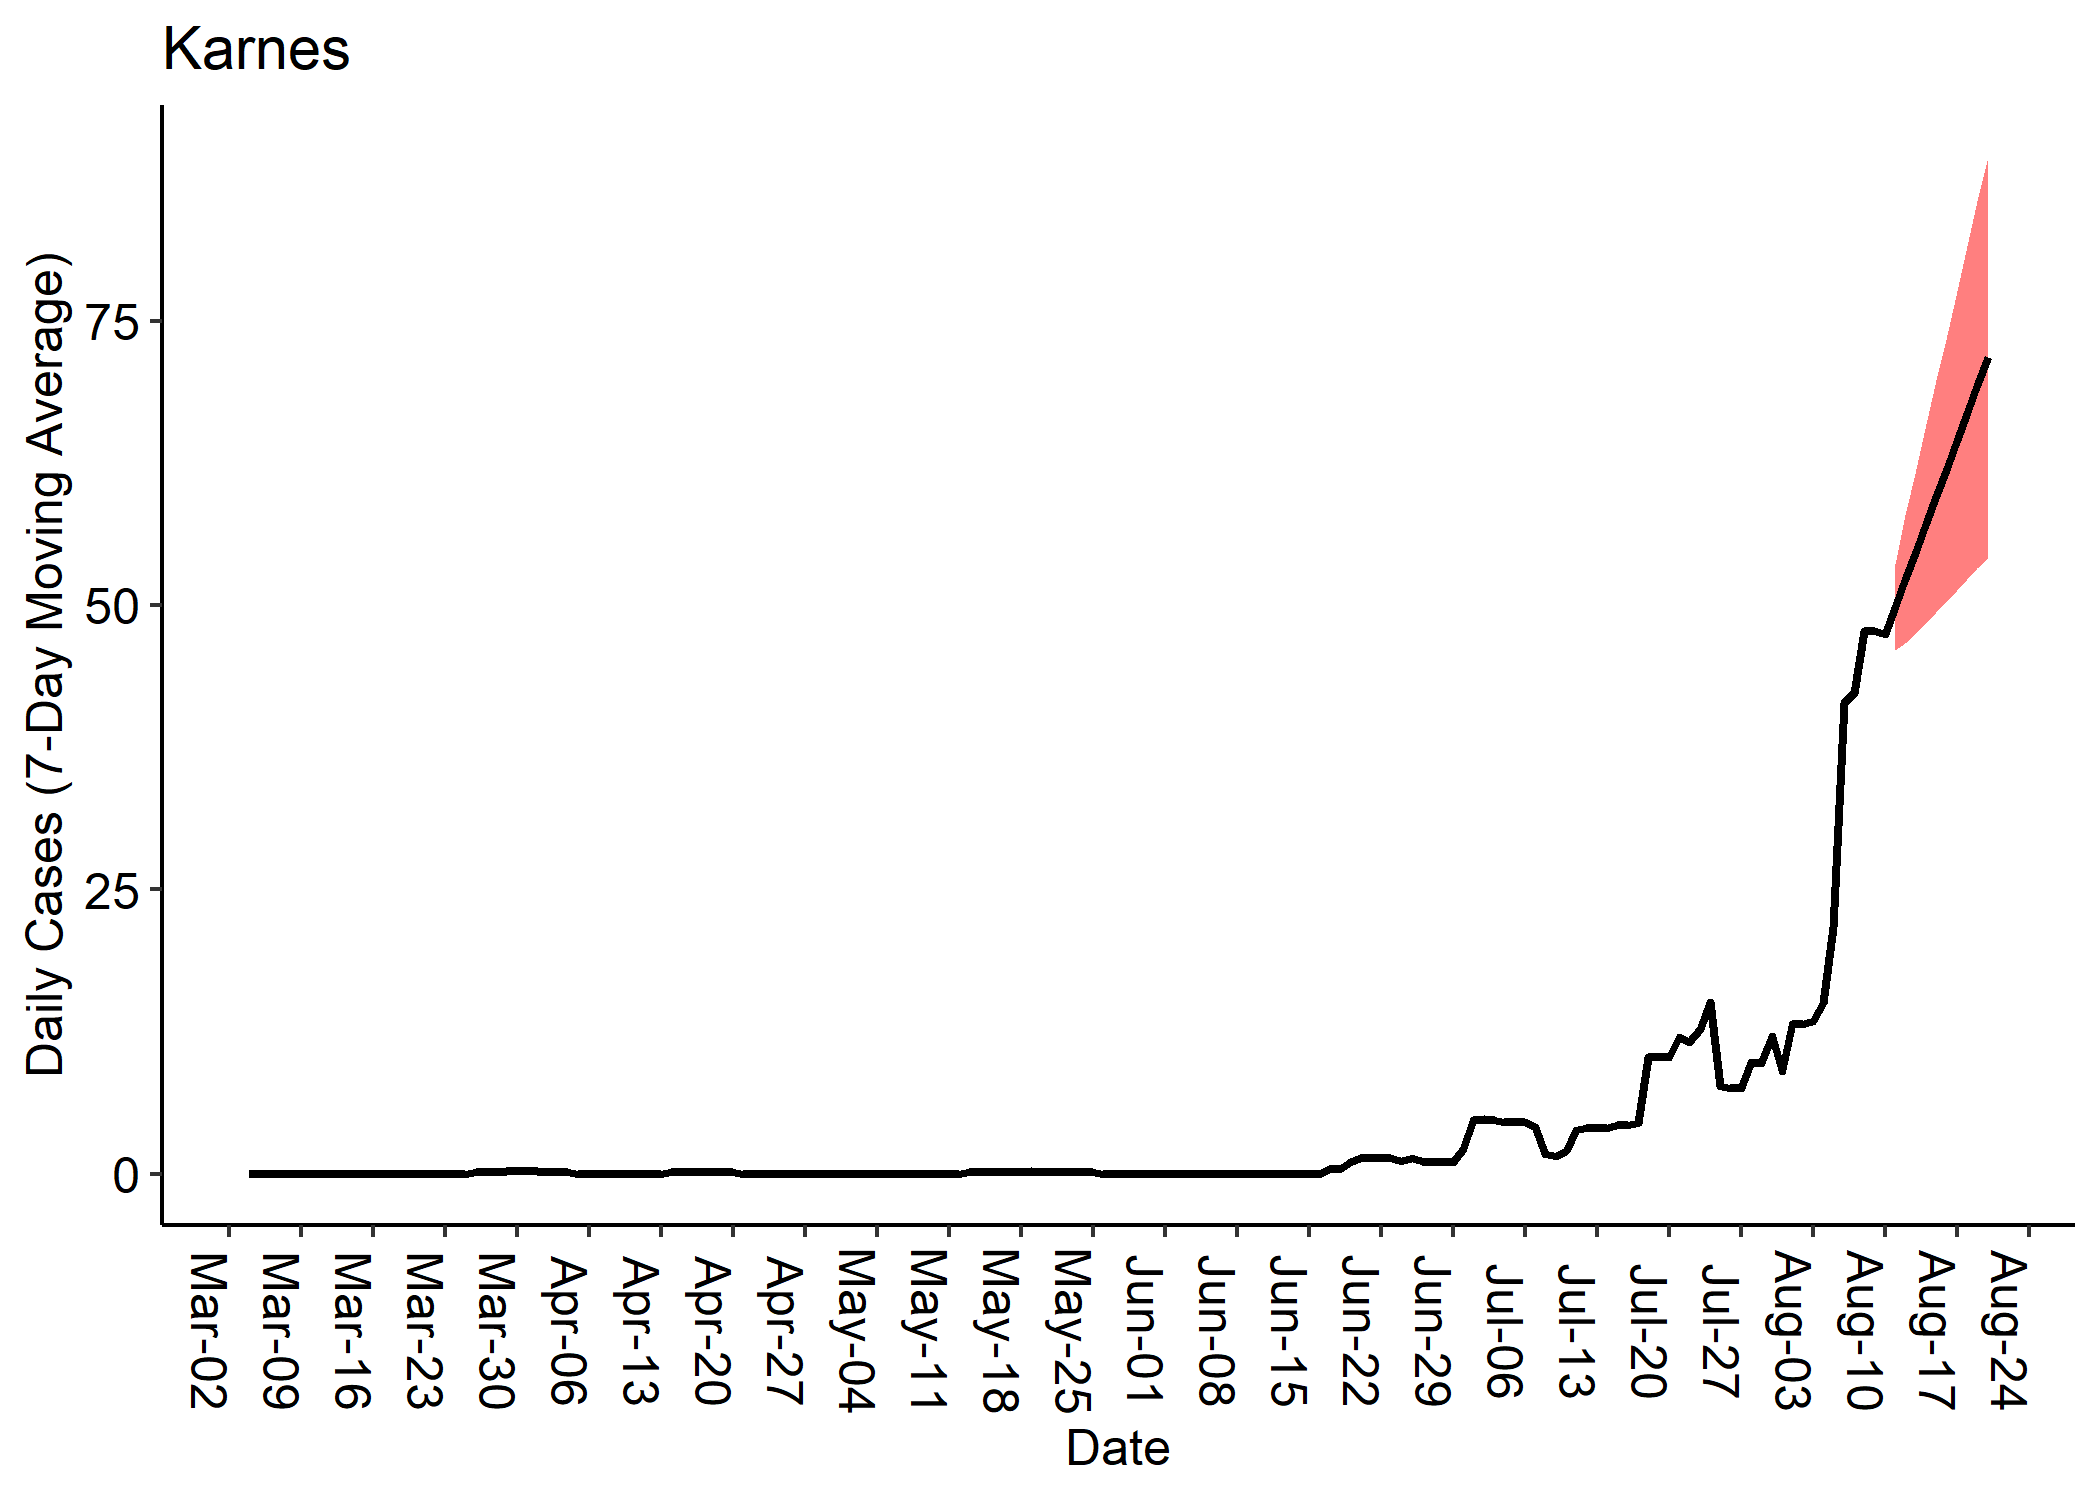 Karnes
Daily Cases (7-Day Moving Average)
75
50
25
0
Mar-02
Mar-09
Mar-16
Mar-23
Mar-30
Apr-06
Apr-13
Apr-20
Apr-27
May-04
May-11
May-18
May-25
Jun-01
Jun-08
Jun-15
Jun-22
Jun-29
Jul-06
Jul-13
Jul-20
Jul-27
Aug-03
Aug-10
Aug-17
Aug-24
Date